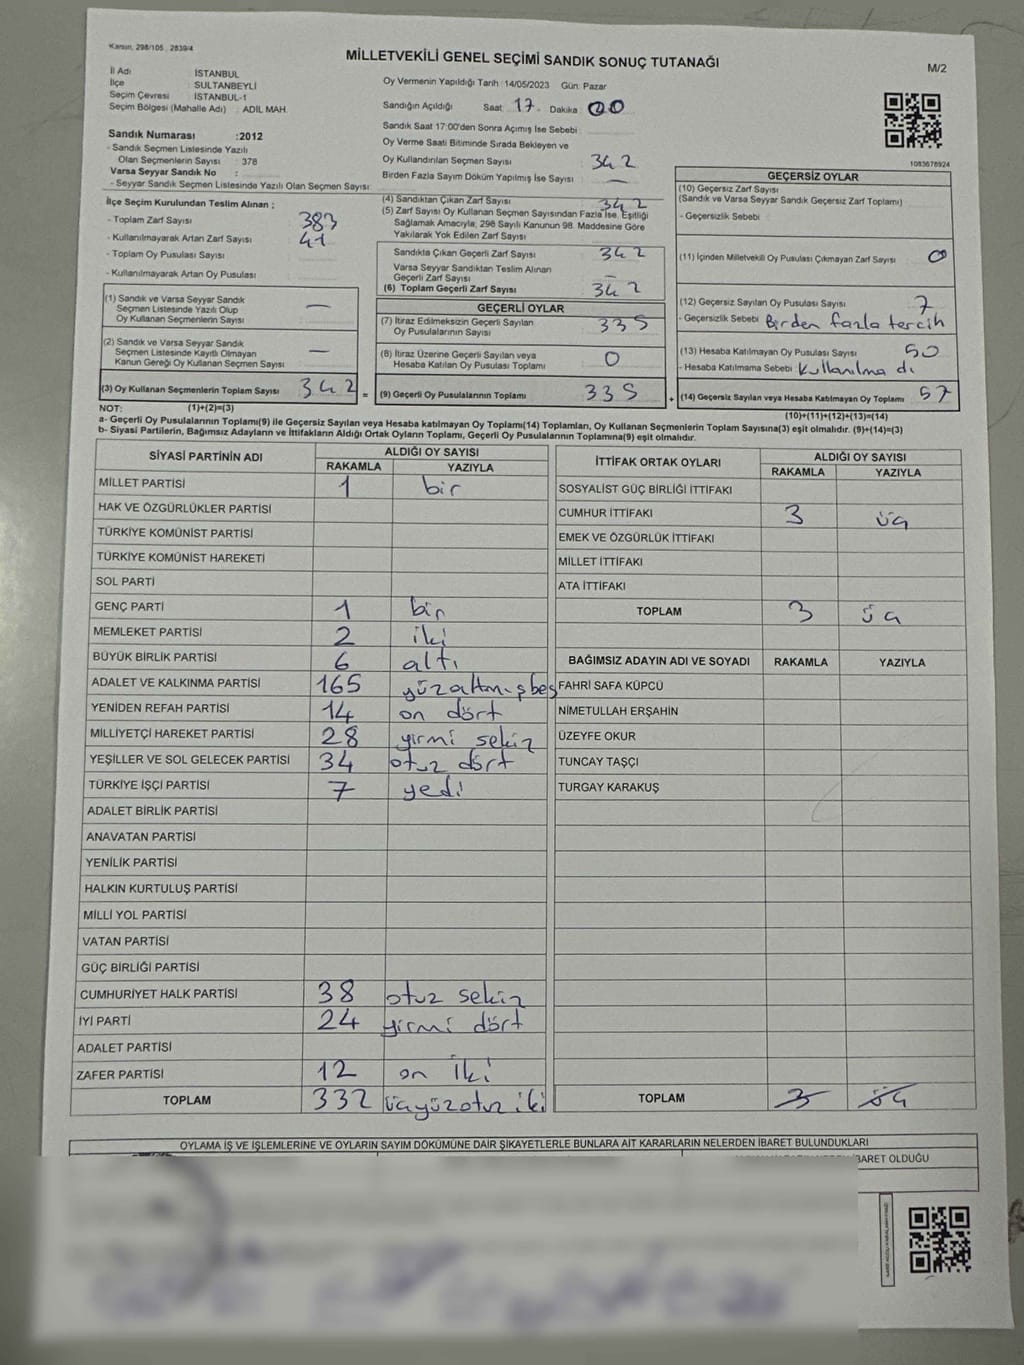 Kanun, 298/105 , 2839/4
MİLLETVEKİLİ GENEL SEÇİMİ SANDIK SONUÇ TUTANAĞI
M/2
İl Adı İSTANBUL
İlçe SULTANBEYLİ
Seçim Çevresi İSTANBUL-1
Seçim Bölgesi (Mahalle Adı) : ADİL MAH.
Oy Vermenin Yapıldığı Tarih : 14/05/2023 Gün: Pazar
Sandığın Açıldığı Saat: 17 Dakika: 00
Sandık Saat 17:00'den Sonra Açılmış İse Sebebi :
Sandık Numarası :2012
- Sandık Seçmen Listesinde Yazılı
Olan Seçmenlerin Sayısı : 378
Varsa Seyyar Sandık No :
- Seyyar Sandık Seçmen Listesinde Yazılı Olan Seçmen Sayısı
Oy Verme Saati Bitiminde Sırada Bekleyen ve
Oy Kullandırılan Seçmen Sayısı : 342
Birden Fazla Sayım Döküm Yapılmış İse Sayısı : —
1083678924
İlçe Seçim Kurulundan Teslim Alınan ;
- Toplam Zarf Sayısı : 383
- Kullanılmayarak Artan Zarf Sayısı : 41
- Toplam Oy Pusulası Sayısı :
- Kullanılmayarak Artan Oy Pusulası :
(1) Sandık ve Varsa Seyyar Sandık
Seçmen Listesinde Yazılı Olup
Oy Kullanan Seçmenlerin Sayısı : —
(2) Sandık ve Varsa Seyyar Sandık
Seçmen Listesinde Kayıtlı Olmayan
Kanun Gereği Oy Kullanan Seçmen Sayısı : —
(3) Oy Kullanan Seçmenlerin Toplam Sayısı 342 =
(4) Sandıktan Çıkan Zarf Sayısı 342
(5) Zarf Sayısı Oy Kullanan Seçmen Sayısından Fazla İse, Eşitliği
Sağlamak Amacıyla, 298 Sayılı Kanunun 98. Maddesine Göre
Yakılarak Yok Edilen Zarf Sayısı :
Sandıkta Çıkan Geçerli Zarf Sayısı : 342
Varsa Seyyar Sandıktan Teslim Alınan
Geçerli Zarf Sayısı : —
(6) Toplam Geçerli Zarf Sayısı : 342
GEÇERLİ OYLAR
(7) İtiraz Edilmeksizin Geçerli Sayılan
Oy Pusulalarının Sayısı : 335
(8) İtiraz Üzerine Geçerli Sayılan veya
Hesaba Katılan Oy Pusulası Toplamı : 0
(9) Geçerli Oy Pusulalarının Toplamı 335 +
GEÇERSİZ OYLAR
(10) Geçersiz Zarf Sayısı
(Sandık ve Varsa Seyyar Sandık Geçersiz Zarf Toplamı)
- Geçersizlik Sebebi :
(11) İçinden Milletvekili Oy Pusulası Çıkmayan Zarf Sayısı : 0
(12) Geçersiz Sayılan Oy Pusulası Sayısı : 7
- Geçersizlik Sebebi Birden fazla tercih
(13) Hesaba Katılmayan Oy Pusulası Sayısı : 50
- Hesaba Katılmama Sebebi : Kullanılma dı
(14) Geçersiz Sayılan veya Hesaba Katılmayan Oy Toplamı 57
NOT: (1)+(2)=(3) (10)+(11)+(12)+(13)=(14)
a- Geçerli Oy Pusulalarının Toplamı(9) ile Geçersiz Sayılan veya Hesaba katılmayan Oy Toplamı(14) Toplamları, Oy Kullanan Seçmenlerin Toplam Sayısına(3) eşit olmalıdır. (9)+(14)=(3)
b- Siyasi Partilerin, Bağımsız Adayların ve İttifakların Aldığı Ortak Oyların Toplamı, Geçerli Oy Pusulalarının Toplamına(9) eşit olmalıdır.
SİYASİ PARTİNİN ADI ALDIĞI OY SAYISI
RAKAMLA YAZIYLA
MİLLET PARTİSİ 1 bir
HAK VE ÖZGÜRLÜKLER PARTİSİ
TÜRKİYE KOMÜNİST PARTİSİ
TÜRKİYE KOMÜNİST HAREKETİ
SOL PARTİ
GENÇ PARTİ 1 bir
MEMLEKET PARTİSİ 2 iki
BÜYÜK BİRLİK PARTİSİ 6 altı
ADALET VE KALKINMA PARTİSİ 165 yüzaltmışbeş
YENİDEN REFAH PARTİSİ 14 on dört
MİLLİYETÇİ HAREKET PARTİSİ 28 yirmi sekiz
YEŞİLLER VE SOL GELECEK PARTİSİ 34 otuz dört
TÜRKİYE İŞÇİ PARTİSİ 7 yedi
ADALET BİRLİK PARTİSİ
ANAVATAN PARTİSİ
YENİLİK PARTİSİ
HALKIN KURTULUŞ PARTİSİ
MİLLİ YOL PARTİSİ
VATAN PARTİSİ
GÜÇ BİRLİĞİ PARTİSİ
CUMHURİYET HALK PARTİSİ 38 otuz sekiz
İYİ PARTİ 24 yirmi dört
ADALET PARTİSİ
ZAFER PARTİSİ 12 on iki
TOPLAM 332 üçyüzotuz iki
İTTİFAK ORTAK OYLARI ALDIĞI OY SAYISI
RAKAMLA YAZIYLA
SOSYALİST GÜÇ BİRLİĞİ İTTİFAKI
CUMHUR İTTİFAKI 3 üç
EMEK VE ÖZGÜRLÜK İTTİFAKI
MİLLET İTTİFAKI
ATA İTTİFAKI
TOPLAM 3 üç
BAĞIMSIZ ADAYIN ADI VE SOYADI RAKAMLA YAZIYLA
FAHRİ SAFA KÜPCÜ
NİMETULLAH ERŞAHİN
ÜZEYFE OKUR
TUNCAY TAŞÇI
TURGAY KARAKUŞ
TOPLAM 3 üç
OYLAMA İŞ VE İŞLEMLERİNE VE OYLARIN SAYIM DÖKÜMÜNE DAİR ŞİKAYETLERLE BUNLARA AİT KARARLARIN NELERDEN İBARET BULUNDUKLARI
BARET OLDUĞU